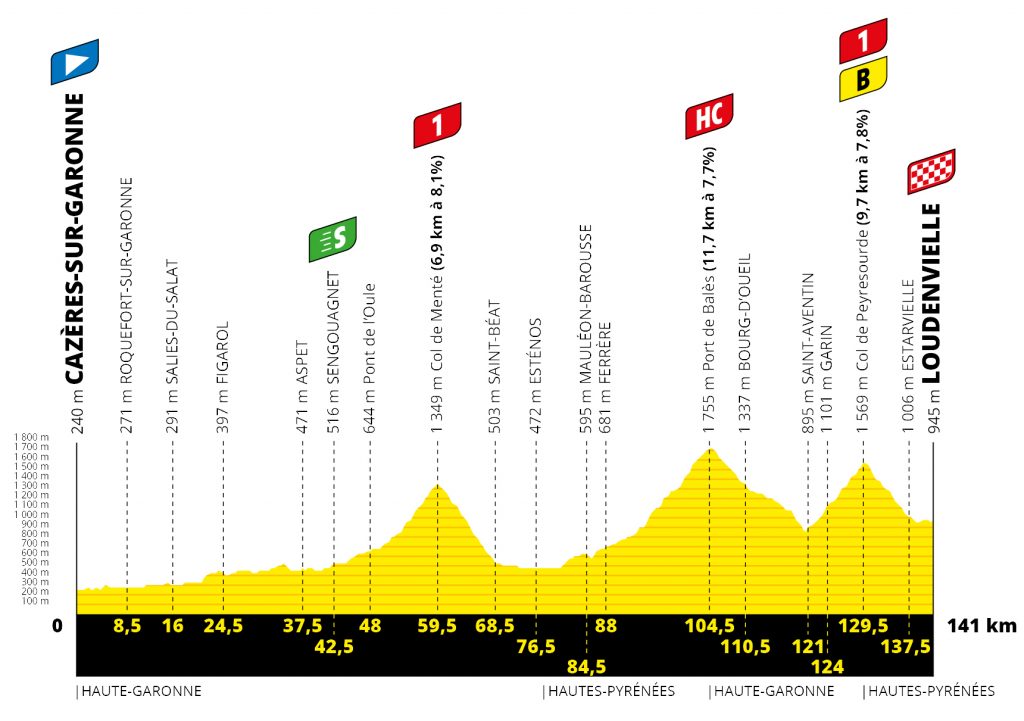 1
B
1
HC
S
240 m CAZÈRES-SUR-GARONNE
271 m ROQUEFORT-SUR-GARONNE
291 m SALIES-DU-SALAT
397 m FIGAROL
471 m ASPET
516 m SENGOUAGNET
644 m Pont de l'Oule
1 349 m Col de Menté (6,9 km à 8,1%)
503 m SAINT-BÉAT
472 m ESTÉNOS
595 m MAULÉON-BAROUSSE
681 m FERRÈRE
1 755 m Port de Balès (11,7 km à 7,7%)
1 337 m BOURG-D'OUEIL
895 m SAINT-AVENTIN
1 101 m GARIN
1 569 m Col de Peyresourde (9,7 km à 7,8%)
1 006 m ESTARVIELLE
945 m LOUDENVIELLE
1 800 m
1 700 m
1 600 m
1 500 m
1 400 m
1 300 m
1 200 m
1 100 m
1 000 m
900 m
800 m
700 m
600 m
500 m
400 m
300 m
200 m
100 m
0 8,5 16 24,5 37,5 48 59,5 68,5 88 104,5 129,5 141 km
42,5 76,5 110,5 121 137,5
84,5 124
|HAUTE-GARONNE |HAUTES-PYRÉNÉES |HAUTE-GARONNE |HAUTES-PYRÉNÉES